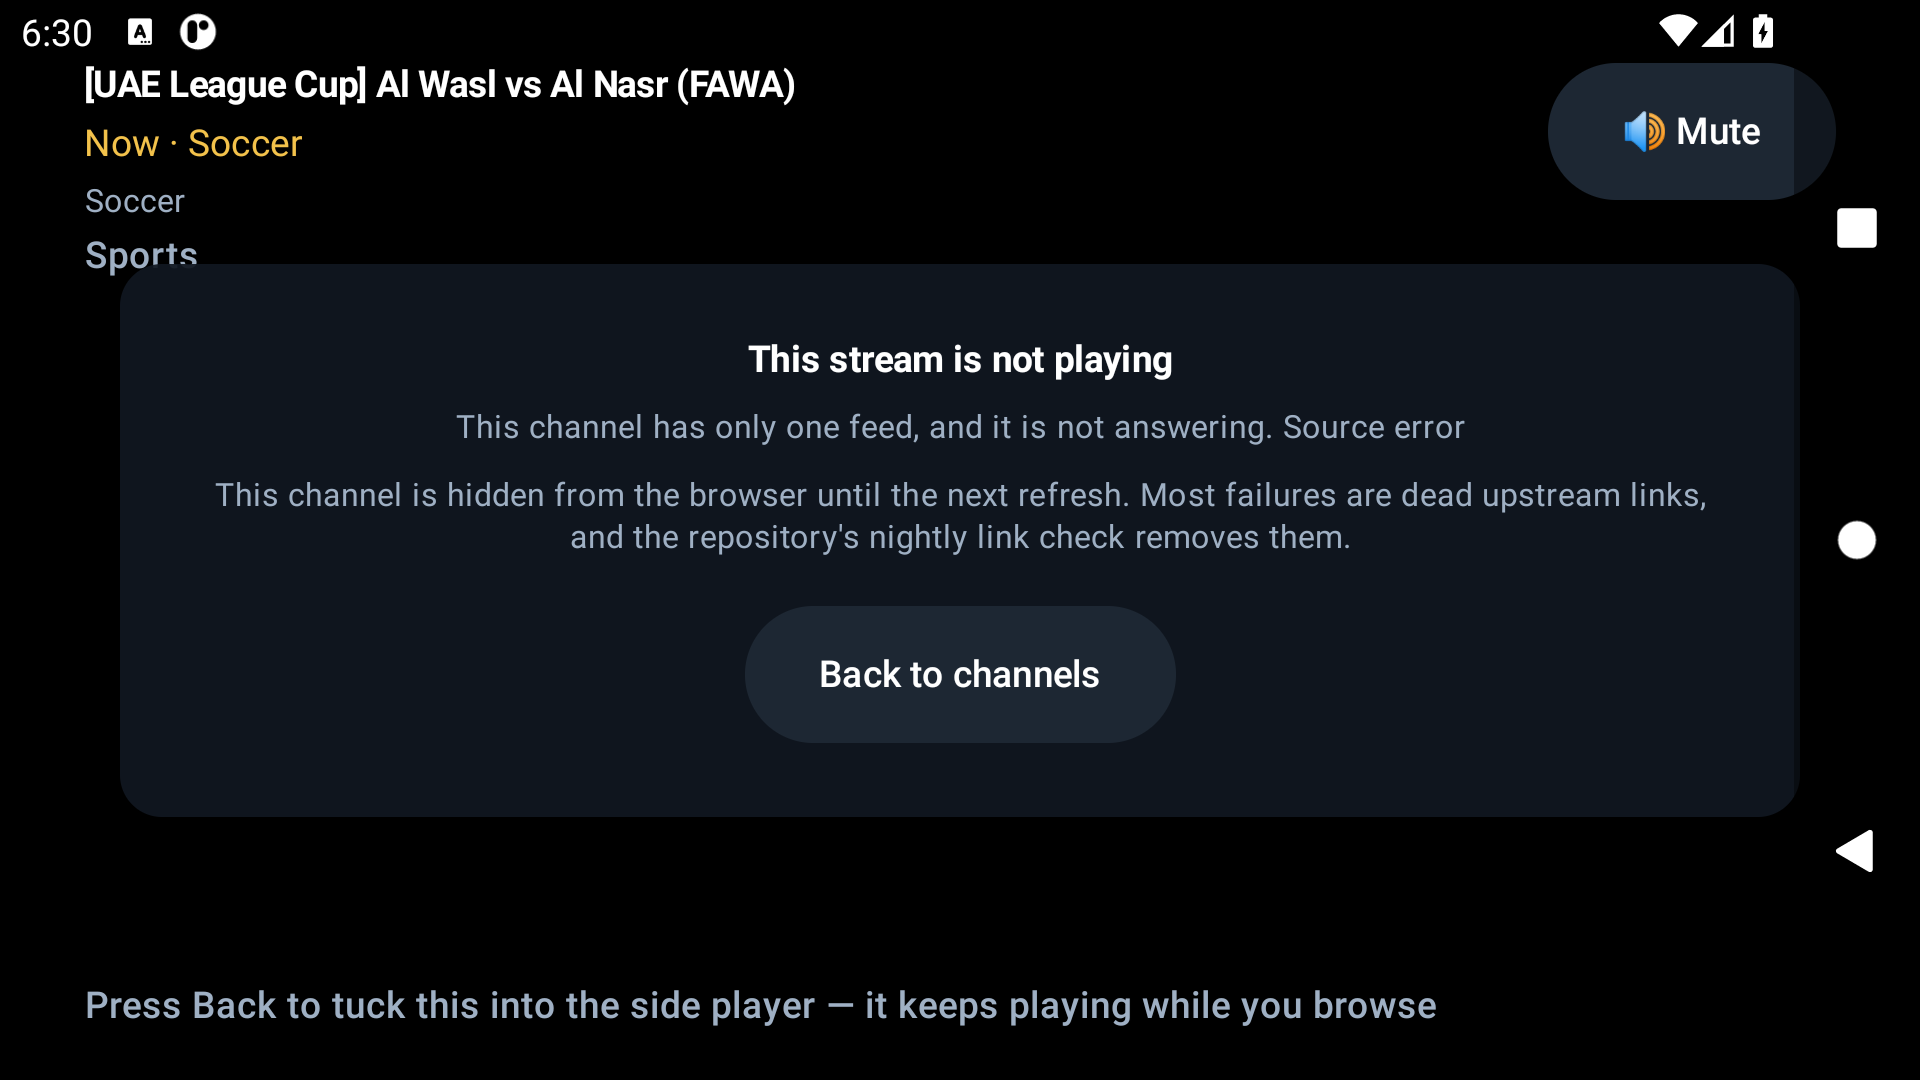 6:30
[UAE League Cup] Al Wasl vs Al Nasr (FAWA)
Now · Soccer
Mute
Soccer
Sports
This stream is not playing
This channel has only one feed, and it is not answering. Source error
This channel is hidden from the browser until the next refresh. Most failures are dead upstream links,
and the repository's nightly link check removes them.
Back to channels
Press Back to tuck this into the side player — it keeps playing while you browse